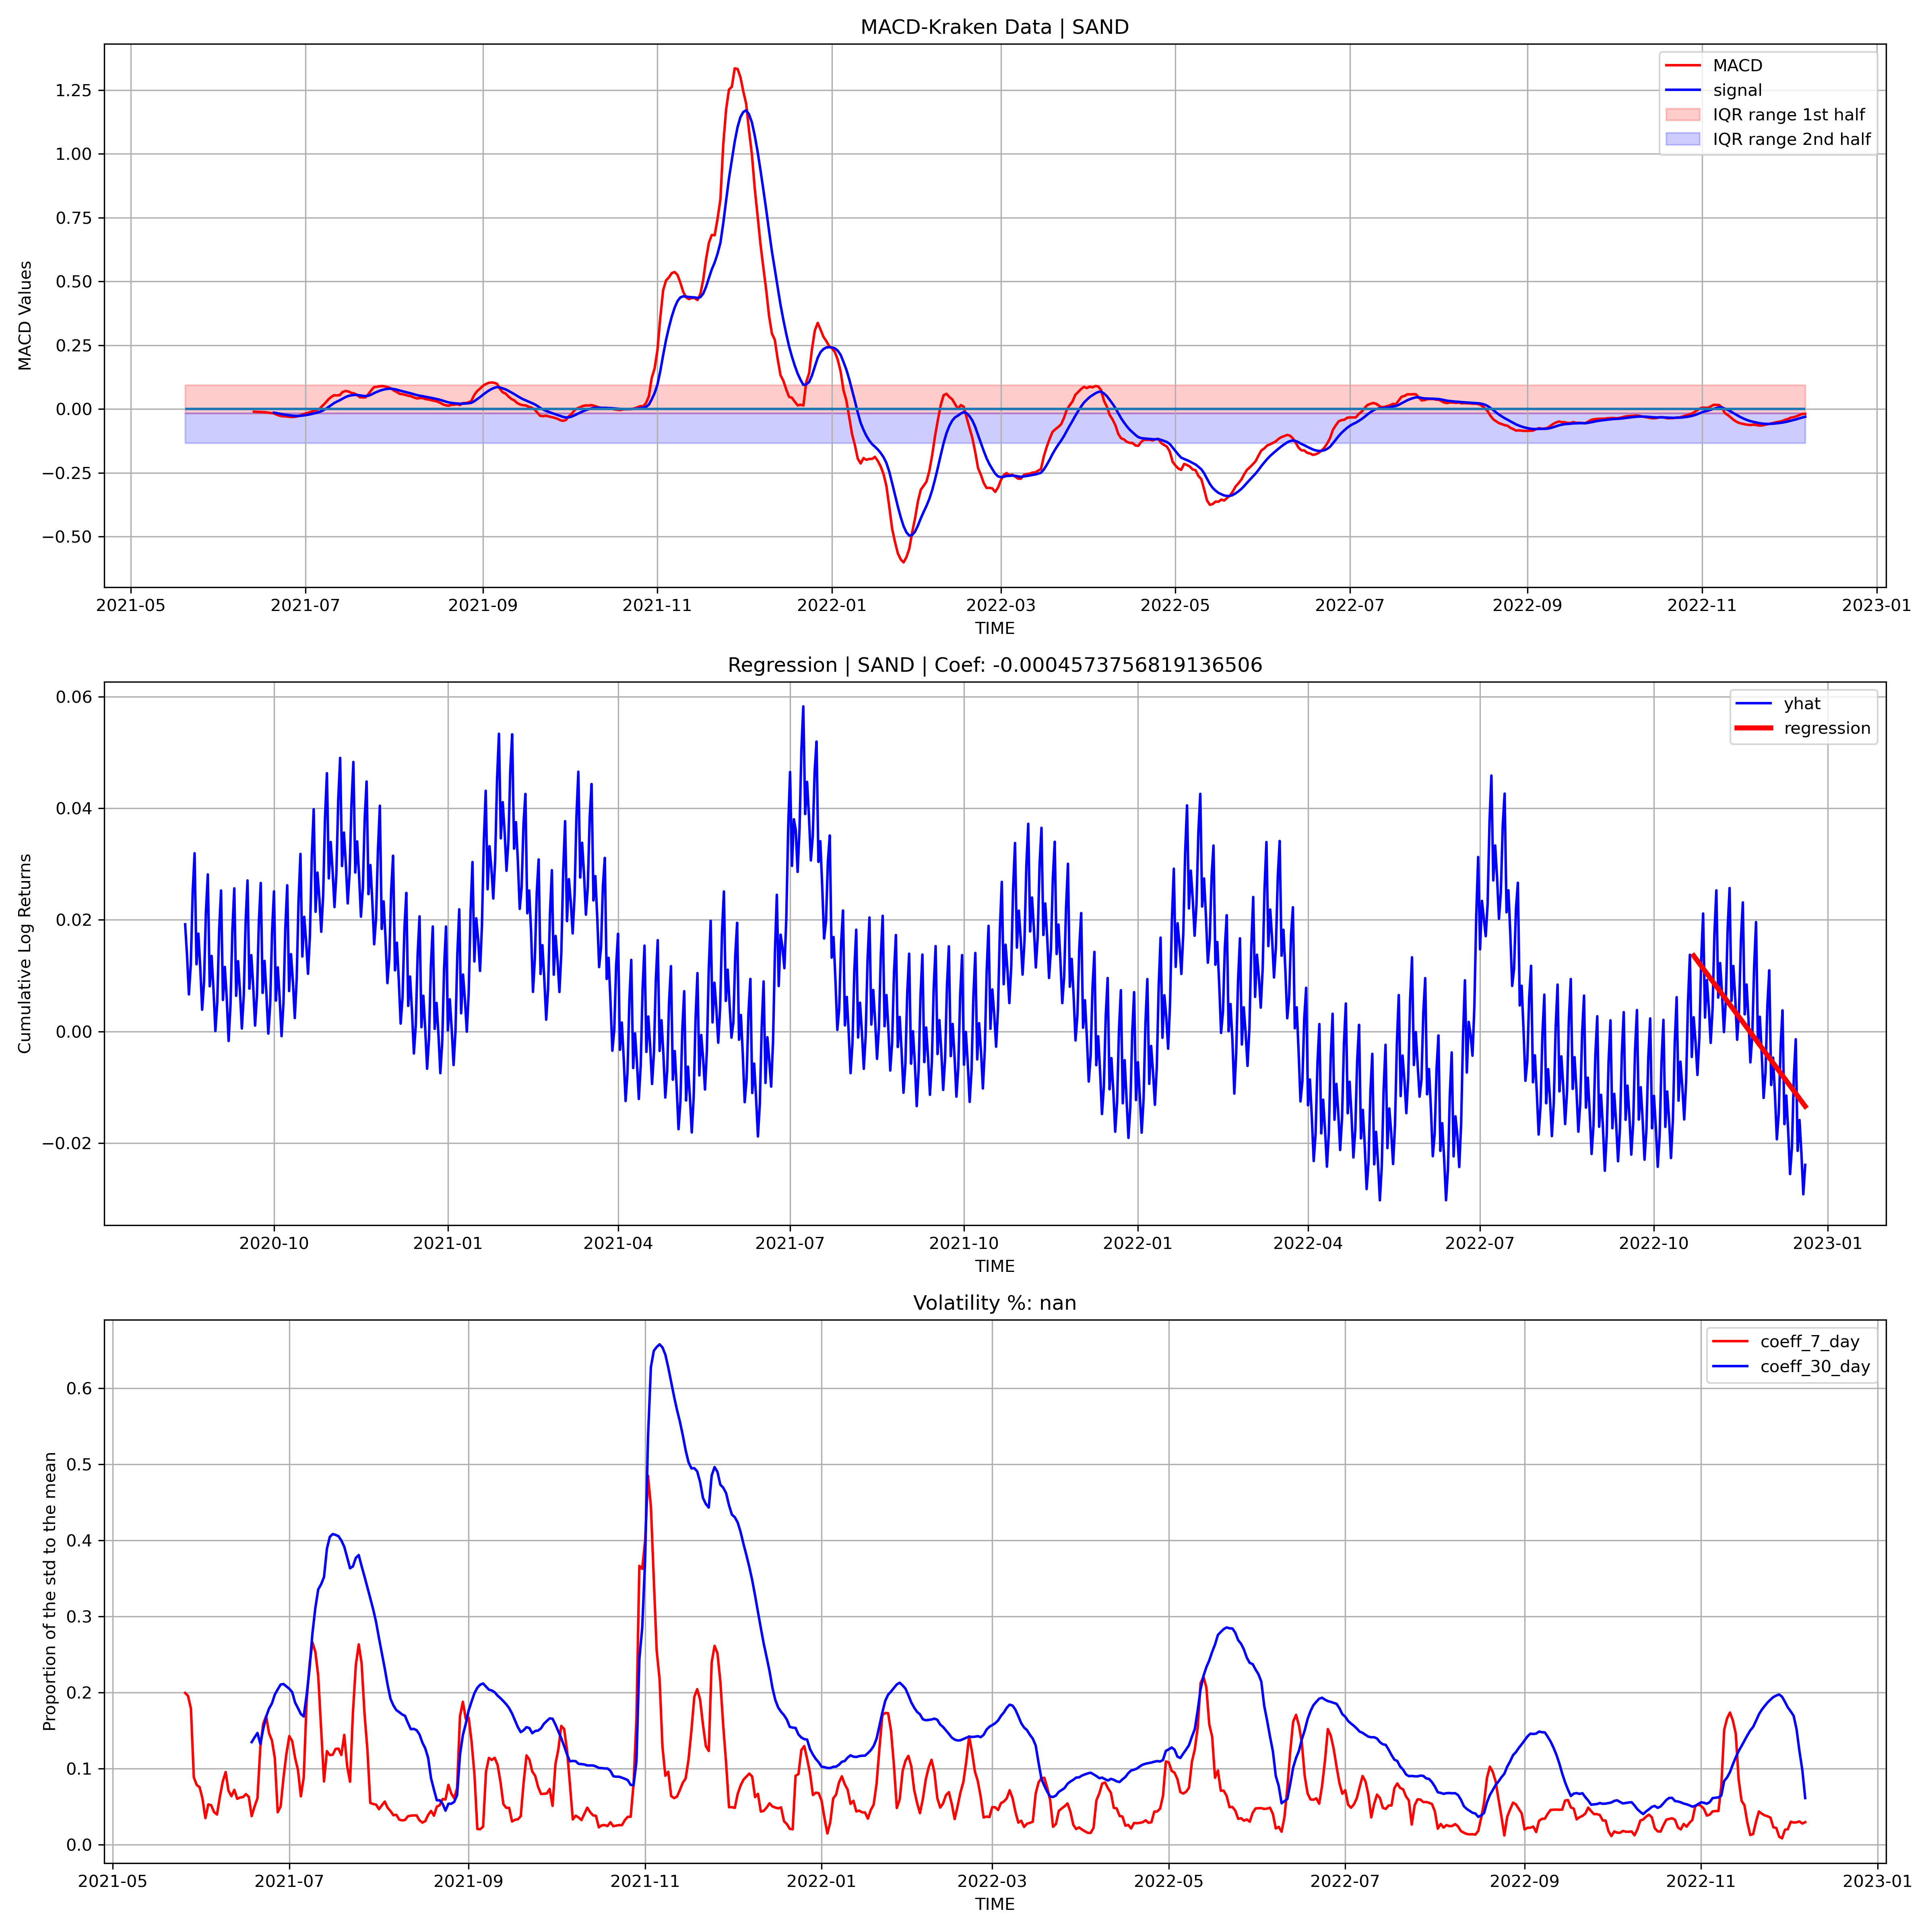 MACD-Kraken Data | SAND
MACD
signal
IQR range 1st half
IQR range 2nd half
MACD Values
1.25
1.00
0.75
0.50
0.25
0.00
−0.25
−0.50
2021-05 2021-07 2021-09 2021-11 2022-01 2022-03 2022-05 2022-07 2022-09 2022-11 2023-01
TIME
Regression | SAND | Coef: -0.0004573756819136506
yhat
regression
Cumulative Log Returns
0.06
0.04
0.02
0.00
−0.02
2020-10 2021-01 2021-04 2021-07 2021-10 2022-01 2022-04 2022-07 2022-10 2023-01
TIME
Volatility %: nan
coeff_7_day
coeff_30_day
Proportion of the std to the mean
0.6
0.5
0.4
0.3
0.2
0.1
0.0
2021-05 2021-07 2021-09 2021-11 2022-01 2022-03 2022-05 2022-07 2022-09 2022-11 2023-01
TIME